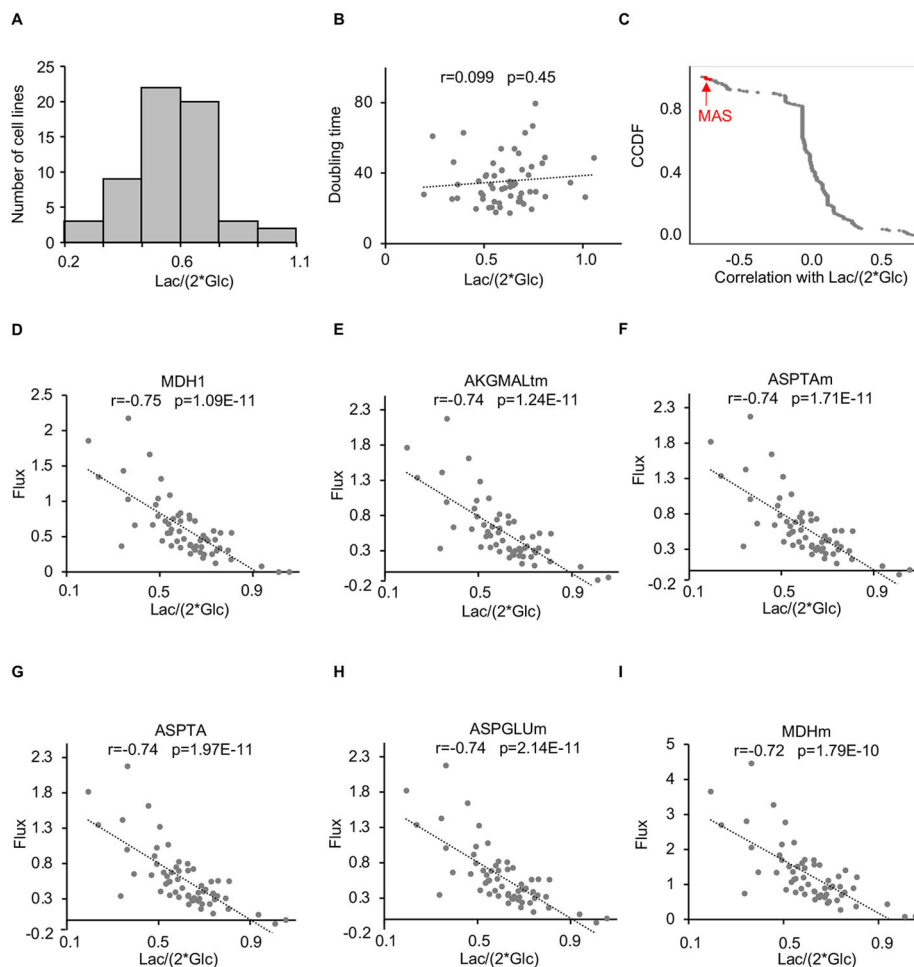 A
B
C
25
20
15
10
5
0
Number of cell lines
0.2
0.6
1.1
Lac/(2*Glc)
r=0.099 p=0.45
80
40
0
Doubling time
0
0.5
1
Lac/(2*Glc)
MAS
0.8
0.4
0.0
CCDF
-0.5
0.0
0.5
Correlation with Lac/(2*Glc)
D
E
F
MDH1
r=-0.75 p=1.09E-11
2.5
2
1.5
1
0.5
0
Flux
0.1
0.5
0.9
Lac/(2*Glc)
AKGMALtm
r=-0.74 p=1.24E-11
2.3
1.8
1.3
0.8
0.3
-0.2
Flux
0.1
0.5
0.9
Lac/(2*Glc)
ASPTAm
r=-0.74 p=1.71E-11
2.3
1.8
1.3
0.8
0.3
-0.2
Flux
0.1
0.5
0.9
Lac/(2*Glc)
G
H
I
ASPTA
r=-0.74 p=1.97E-11
2.3
1.8
1.3
0.8
0.3
-0.2
Flux
0.1
0.5
0.9
Lac/(2*Glc)
ASPGLUm
r=-0.74 p=2.14E-11
2.3
1.8
1.3
0.8
0.3
-0.2
Flux
0.1
0.5
0.9
Lac/(2*Glc)
MDHm
r=-0.72 p=1.79E-10
5
4
3
2
1
0
Flux
0.1
0.5
0.9
Lac/(2*Glc)